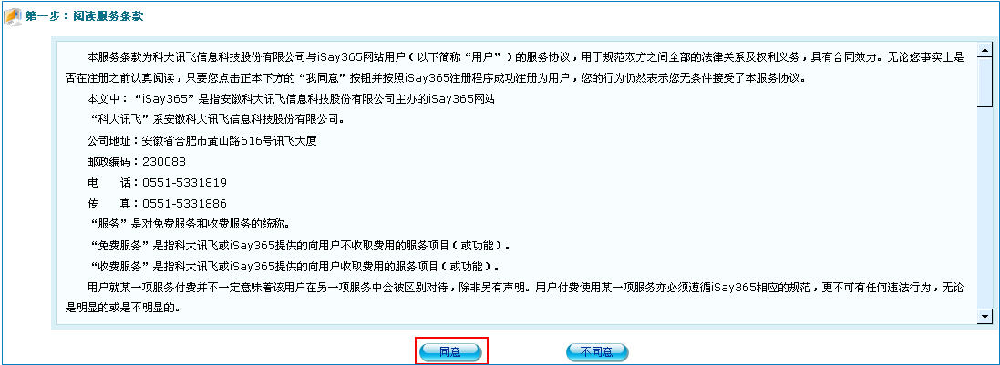 第一步：阅读服务条款
本服务条款为科大讯飞信息科技股份有限公司与iSay365网站用户（以下简称“用户”）的服务协议，用于规范双方之间全部的法律关系及权利义务，具有合同效力。无论您事实上是
否在注册之前认真阅读，只要您点击正本下方的“我同意”按钮并按照iSay365注册程序成功注册为用户，您的行为仍然表示您无条件接受了本服务协议。
本文中：“iSay365”是指安徽科大讯飞信息科技股份有限公司主办的iSay365网站
“科大讯飞”系安徽科大讯飞信息科技股份有限公司。
公司地址：安徽省合肥市黄山路616号讯飞大厦
邮政编码：230088
电　　话：0551-5331819
传　　真：0551-5331886
“服务”是对免费服务和收费服务的统称。
“免费服务”是指科大讯飞或iSay365提供的向用户不收取费用的服务项目（或功能）。
“收费服务”是指科大讯飞或iSay365提供的向用户收取费用的服务项目（或功能）。
用户就某一项服务付费并不一定意味着该用户在另一项服务中会被区别对待，除非另有声明。用户付费使用某一项服务亦必须遵循iSay365相应的规范，更不可有任何违法行为，无论
是明显的或是不明显的。
同意　不同意